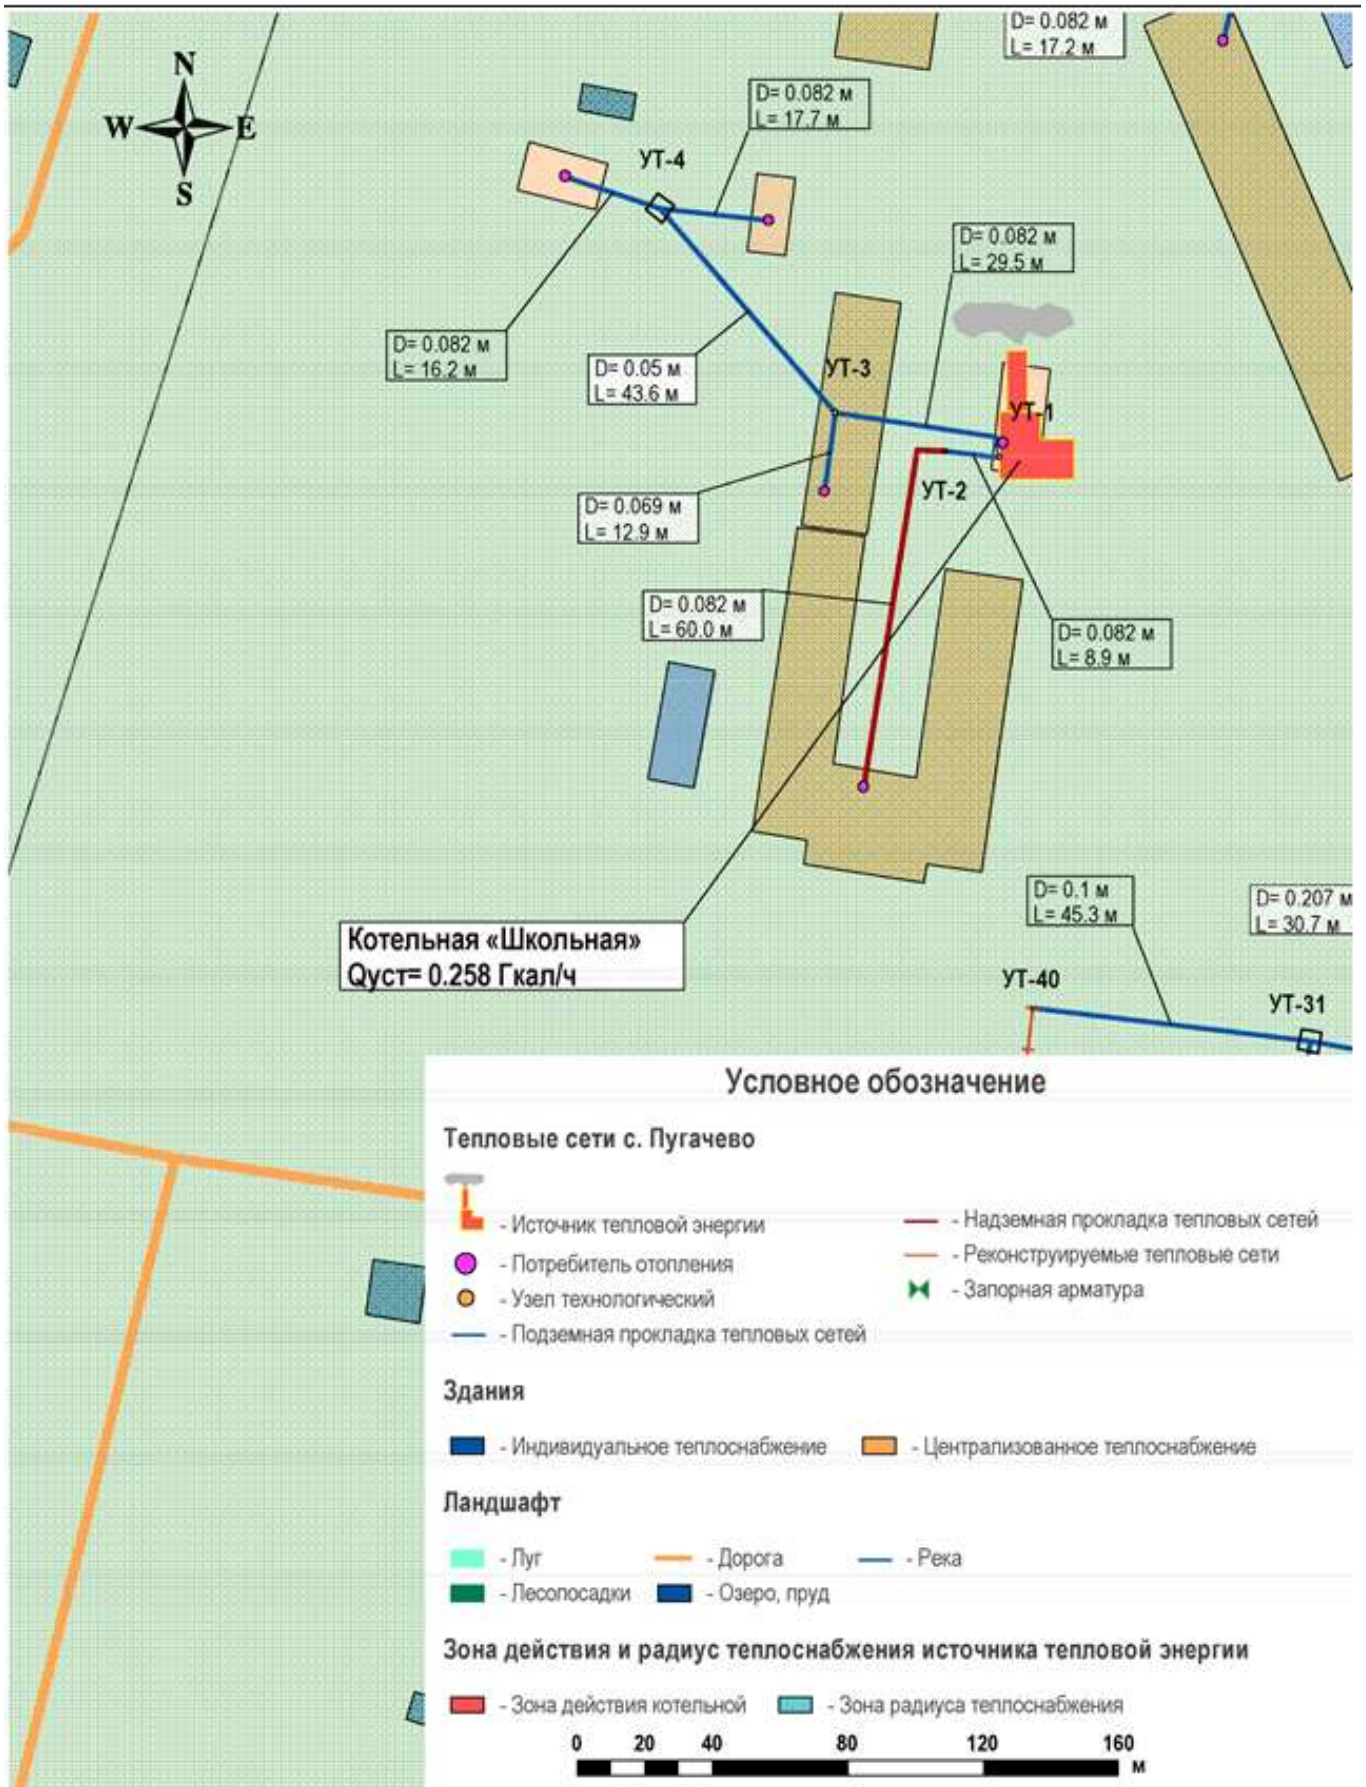 D= 0.082 м
L= 17.2 м
N
W
E
S
D= 0.082 м
L= 17.7 м
УТ-4
D= 0.082 м
L= 29.5 м
D= 0.082 м
L= 16.2 м
D= 0.05 м
L= 43.6 м
УТ-3
УТ-1
D= 0.069 м
L= 12.9 м
УТ-2
D= 0.082 м
L= 60.0 м
D= 0.082 м
L= 8.9 м
Котельная «Школьная»
Qуст= 0.258 Гкал/ч
D= 0.1 м
L= 45.3 м
D= 0.207 м
L= 30.7 м
УТ-40
УТ-31
Условное обозначение
Тепловые сети с. Пугачево
- Источник тепловой энергии
- Надземная прокладка тепловых сетей
- Потребитель отопления
- Реконструируемые тепловые сети
- Узел технологический
- Запорная арматура
- Подземная прокладка тепловых сетей
Здания
- Индивидуальное теплоснабжение
- Централизованное теплоснабжение
Ландшафт
- Луг
- Дорога
- Река
- Лесопосадки
- Озеро, пруд
Зона действия и радиус теплоснабжения источника тепловой энергии
- Зона действия котельной
- Зона радиуса теплоснабжения
0 20 40 80 120 160
м